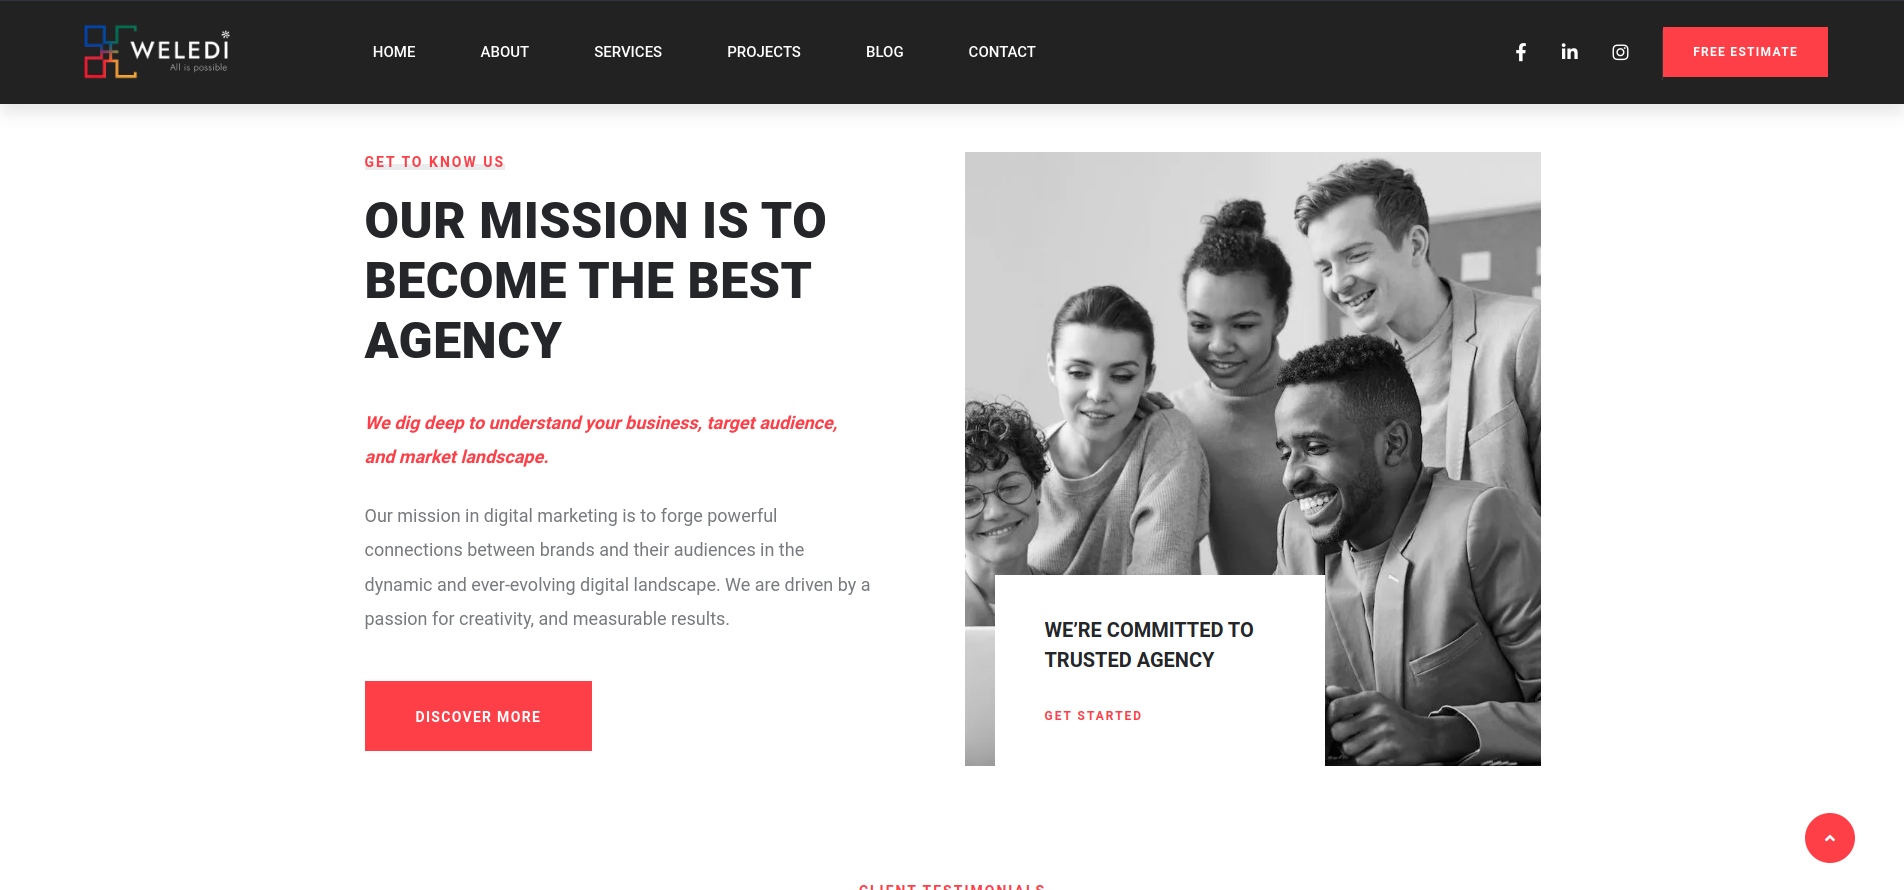 WELEDI
All is possible
HOME
ABOUT
SERVICES
PROJECTS
BLOG
CONTACT
FREE ESTIMATE
GET TO KNOW US
OUR MISSION IS TO
BECOME THE BEST
AGENCY
We dig deep to understand your business, target audience,
and market landscape.
Our mission in digital marketing is to forge powerful
connections between brands and their audiences in the
dynamic and ever-evolving digital landscape. We are driven by a
passion for creativity, and measurable results.
DISCOVER MORE
WE’RE COMMITTED TO
TRUSTED AGENCY
GET STARTED
CLIENT TESTIMONIALS